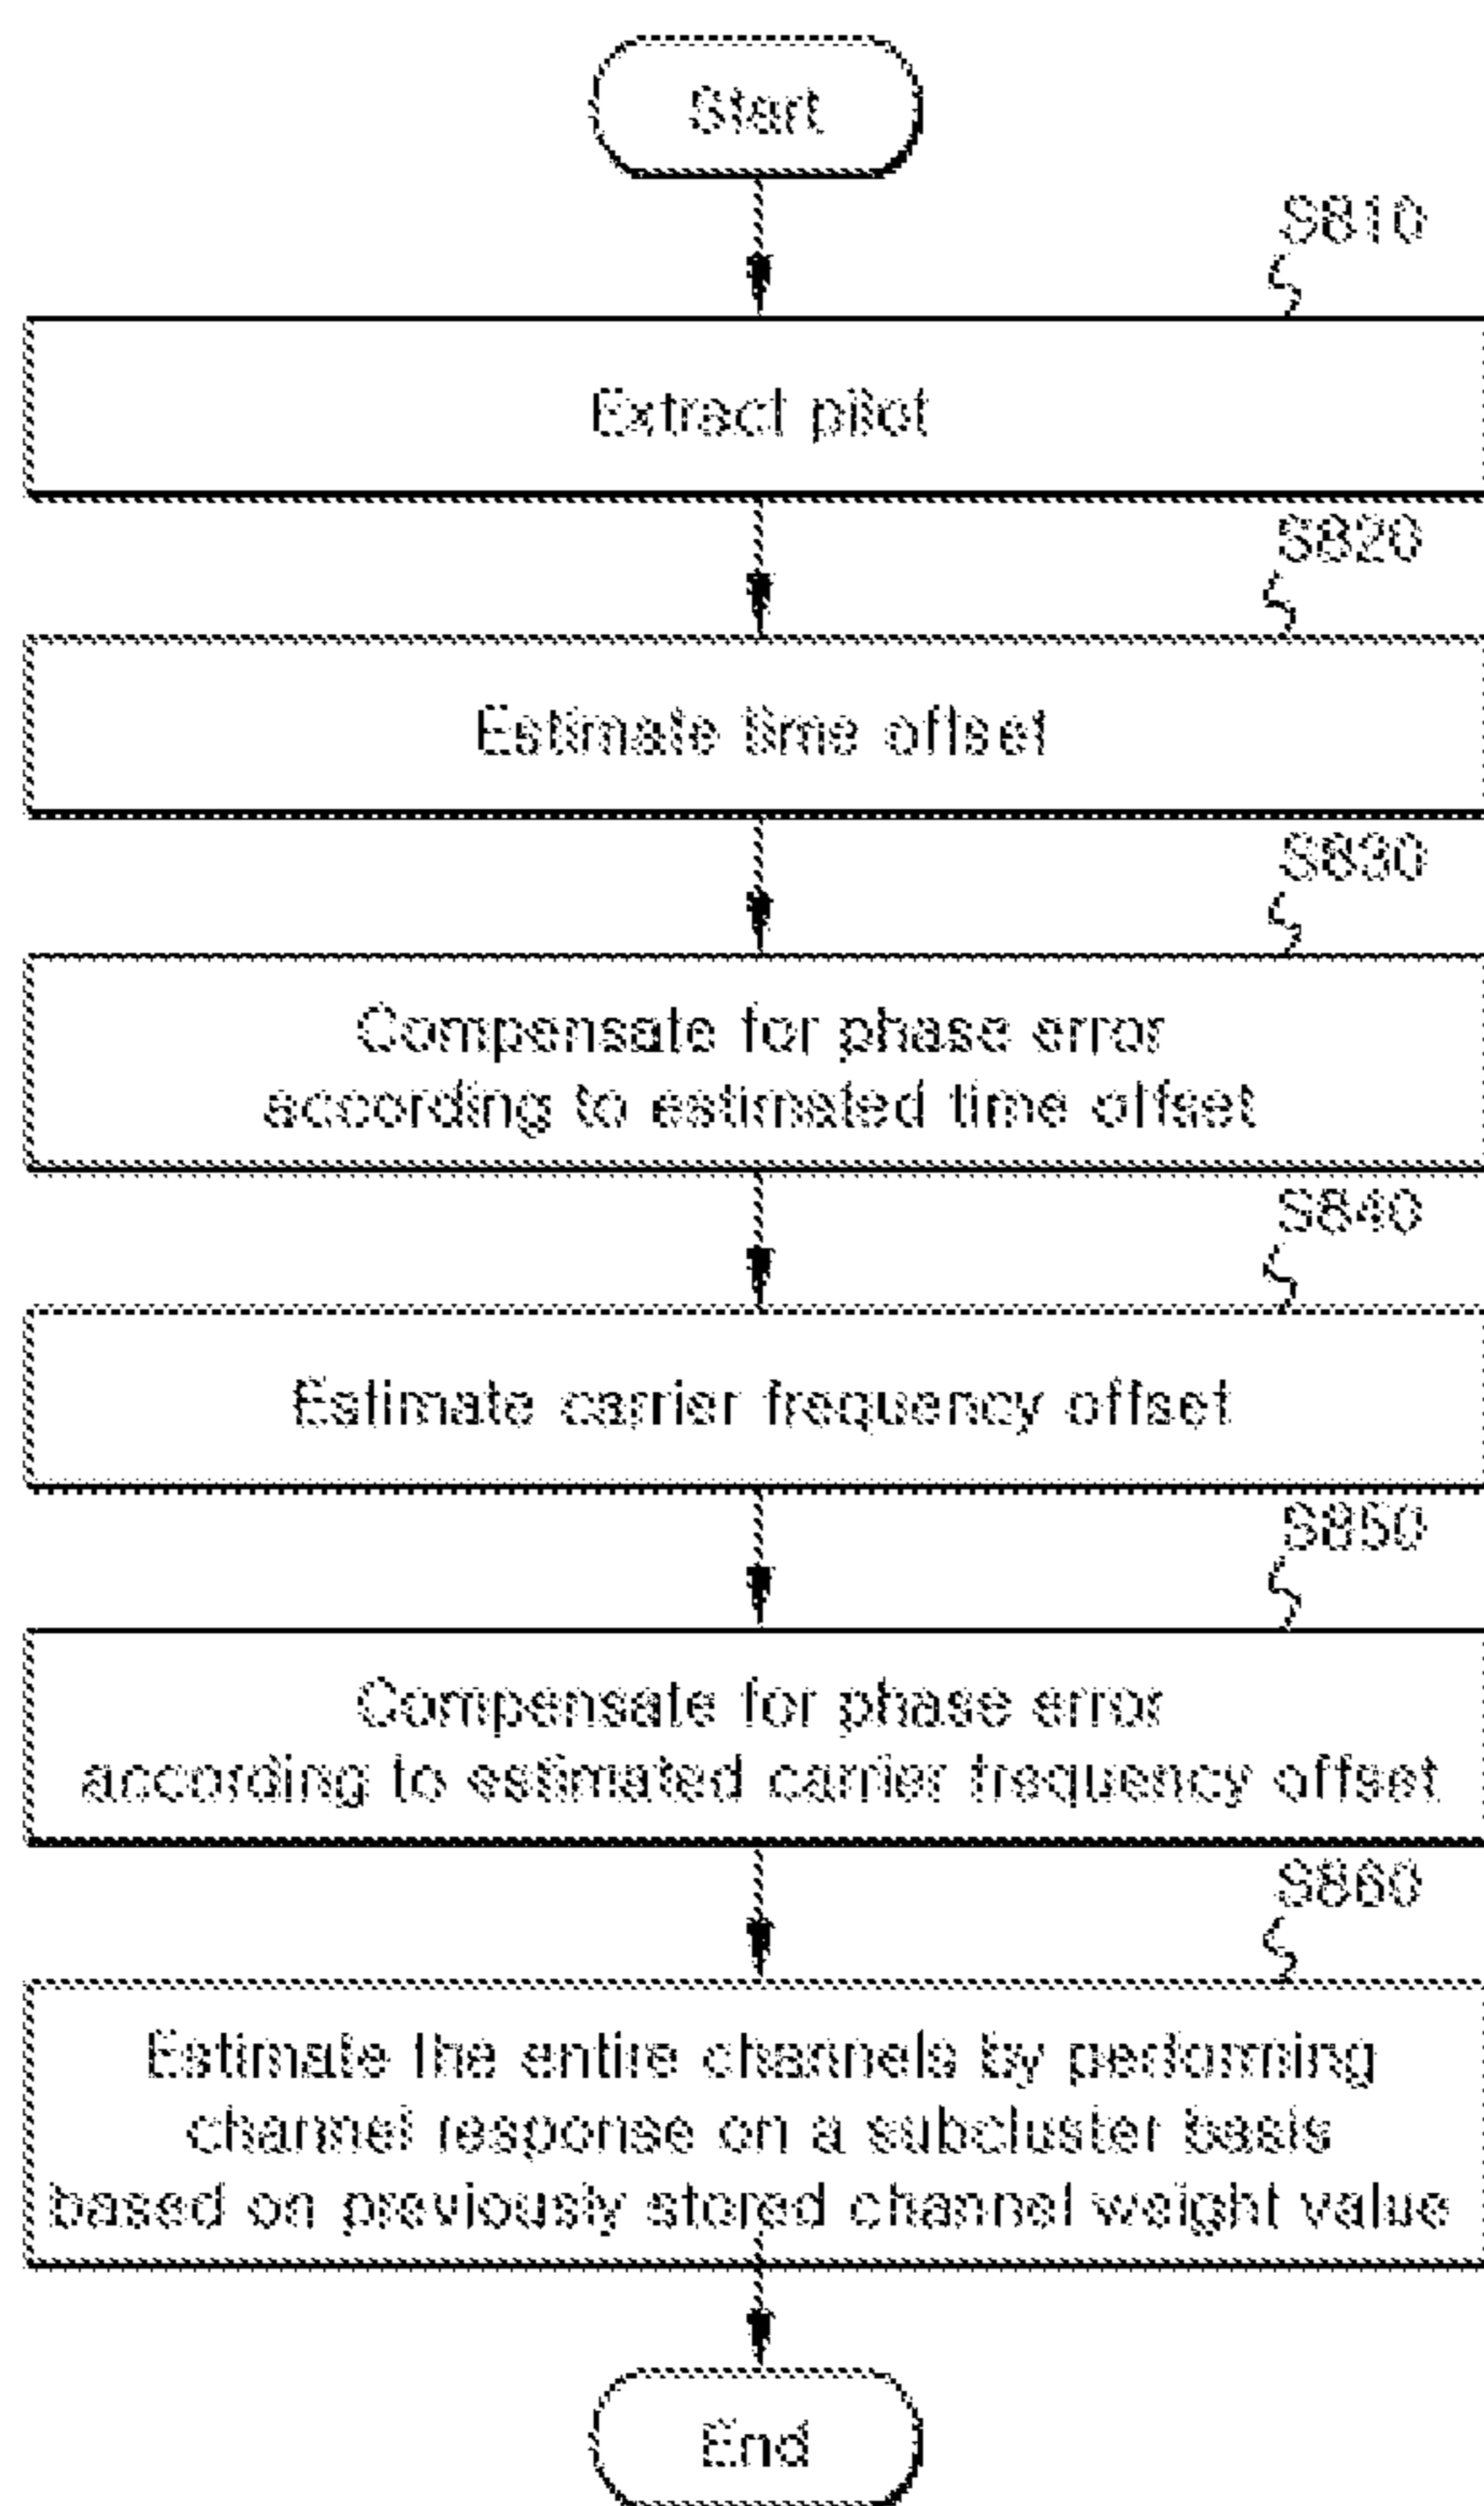 Start
S810
Extract pilot
S820
Estimate time offset
S830
Compensate for phase error
according to estimated time offset
S840
Estimate carrier frequency offset
S850
Compensate for phase error
according to estimated carrier frequency offset
S860
Estimate the entire channels by performing
channel response on a subcluster basis
based on previously stored channel weight value
End